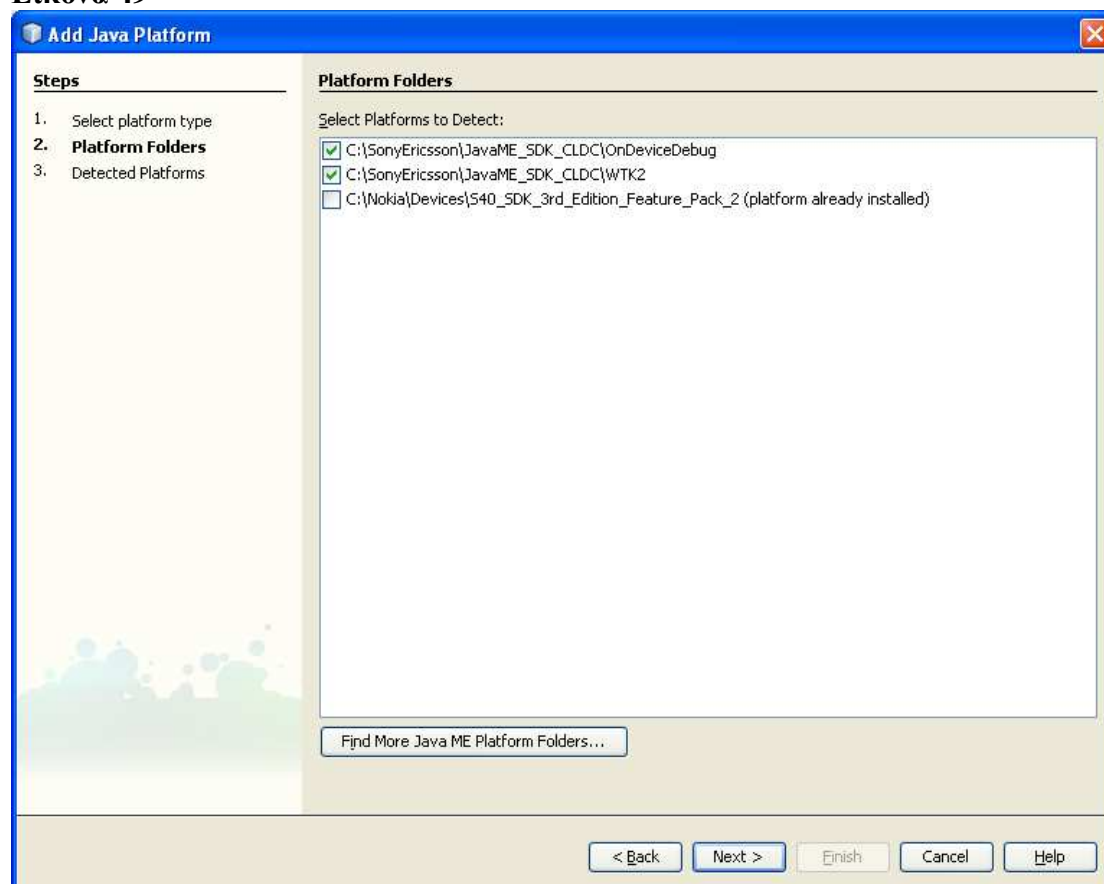 Εικόνα 49
Add Java Platform
Steps
1. Select platform type
2. Platform Folders
3. Detected Platforms
Platform Folders
Select Platforms to Detect:
C:\SonyEricsson\JavaME_SDK_CLDC\OnDeviceDebug
C:\SonyEricsson\JavaME_SDK_CLDC\WTK2
C:\Nokia\Devices\S40_SDK_3rd_Edition_Feature_Pack_2 (platform already installed)
Find More Java ME Platform Folders...
< Back
Next >
Finish
Cancel
Help